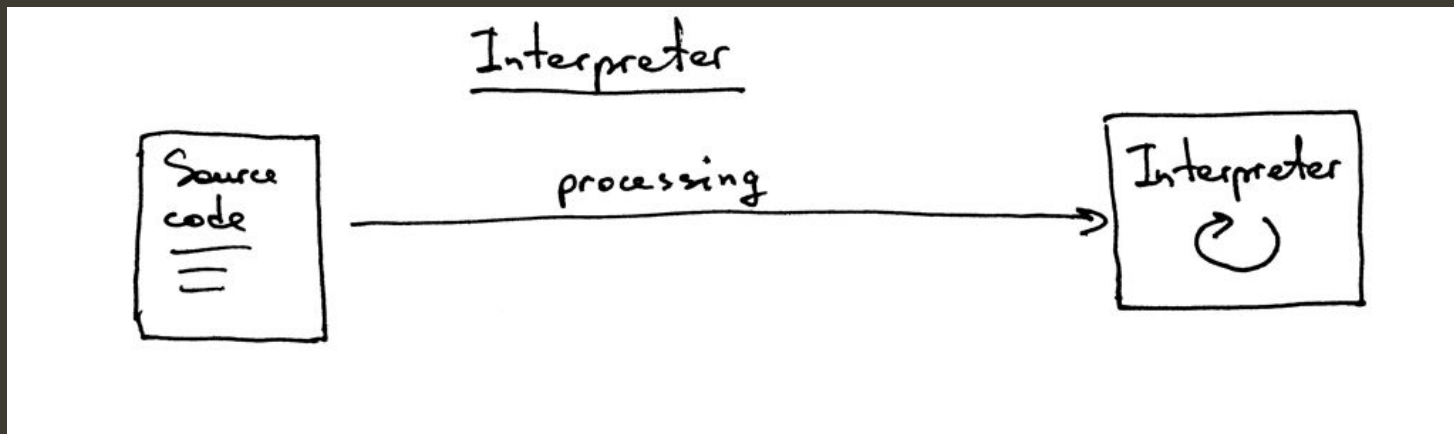 Interpreter
Source
code
processing
Interpreter